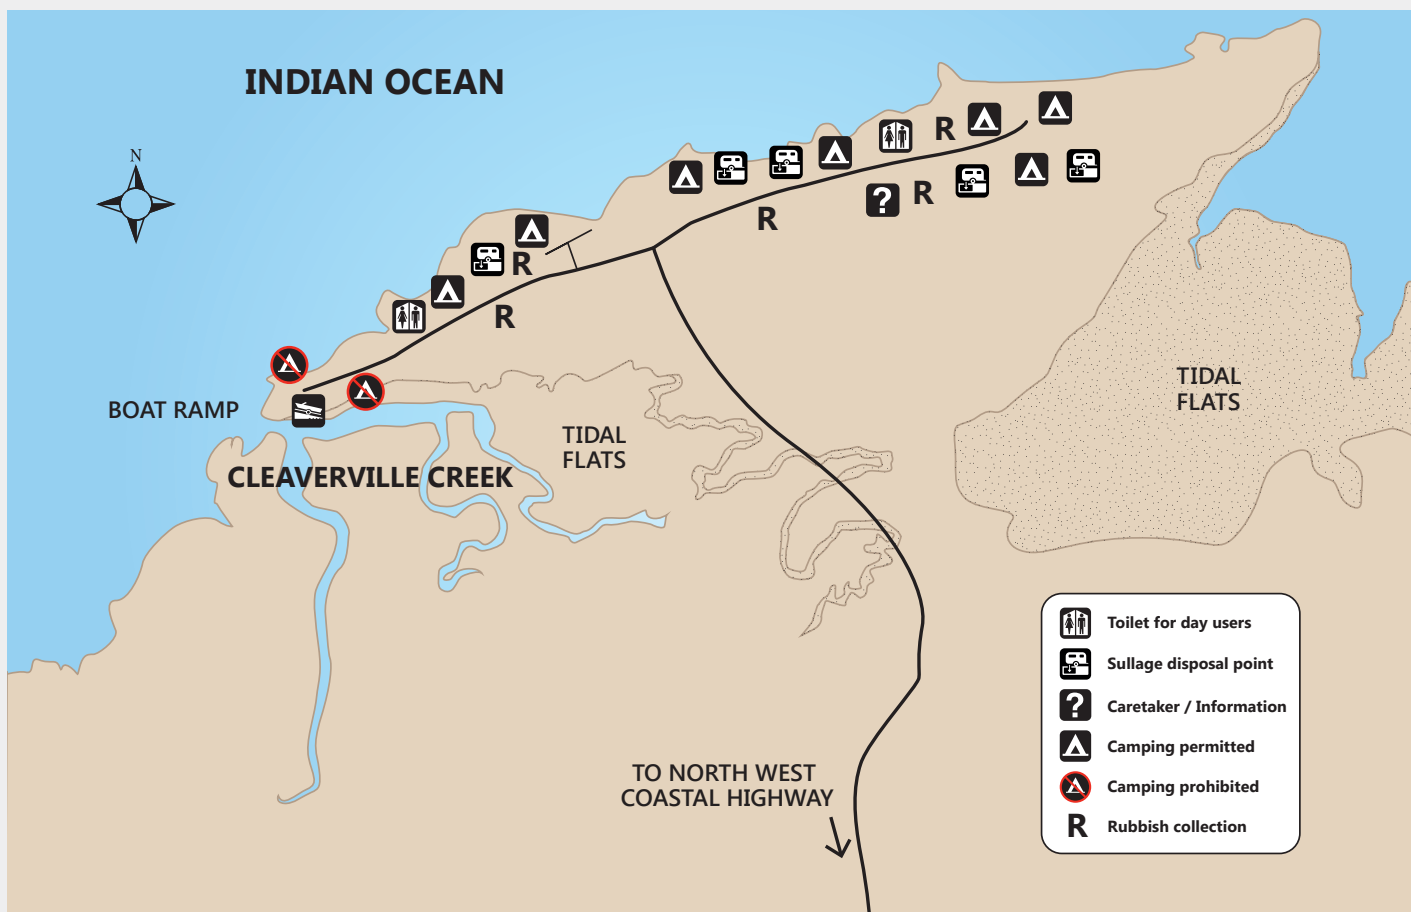 INDIAN OCEAN
N
R
R
R
R
R
BOAT RAMP
CLEAVERVILLE CREEK
TIDAL
FLATS
TIDAL
FLATS
TO NORTH WEST
COASTAL HIGHWAY
?
? 
Toilet for day users
Sullage disposal point
Caretaker / Information
Camping permitted
Camping prohibited
R Rubbish collection